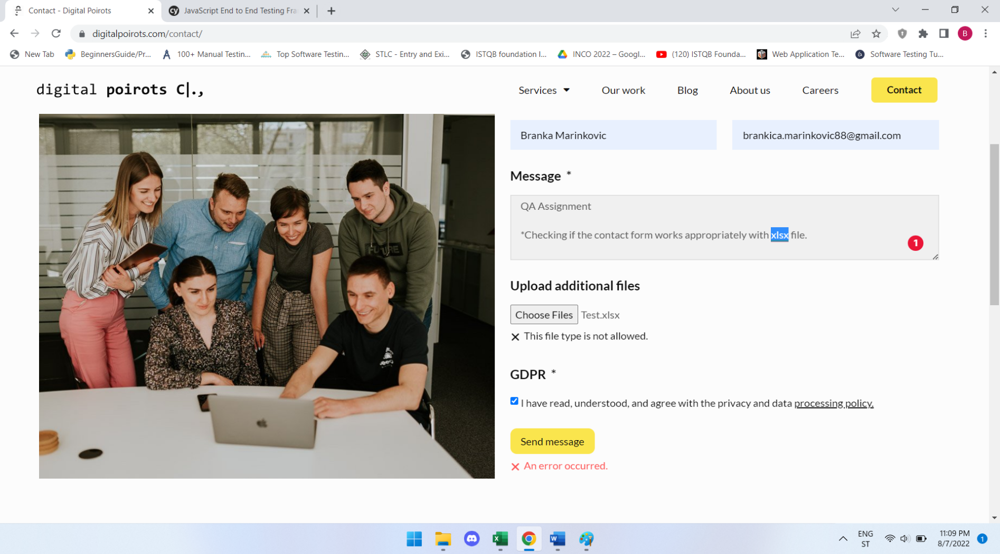 Contact - Digital Poirots
cy JavaScript End to End Testing Fra
digitalpoirots.com/contact/
B
New Tab BeginnersGuide/Pr... 100+ Manual Testin... Top Software Testin... STLC - Entry and Exi... ISTQB foundation I... INCO 2022 – Googl... (120) ISTQB Founda... Web Application Te... Software Testing Tu...
digital poirots C|.,
Services Our work Blog About us Careers Contact
Branka Marinkovic brankica.marinkovic88@gmail.com
Message *
QA Assignment
*Checking if the contact form works appropriately with xlsx file.
1
FUTURE
Upload additional files
Choose Files Test.xlsx
This file type is not allowed.
GDPR *
I have read, understood, and agree with the privacy and data processing policy.
Send message
An error occurred.
ENG
ST
11:09 PM
8/7/2022
1